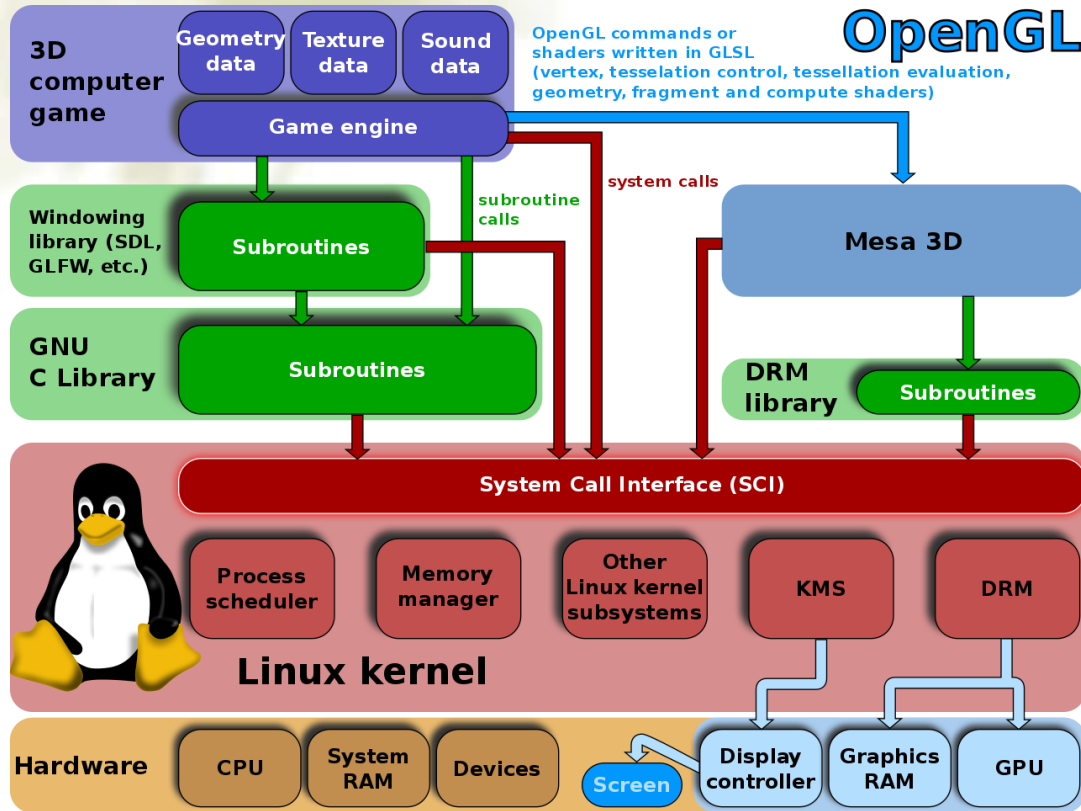 3D
computer
game
Geometry
data
Texture
data
Sound
data
Game engine
OpenGL commands or
shaders written in GLSL
(vertex, tesselation control, tessellation evaluation,
geometry, fragment and compute shaders)
OpenGL
system calls
subroutine
calls
Windowing
library (SDL,
GLFW, etc.)
Subroutines
Mesa 3D
GNU
C Library
Subroutines
DRM
library
Subroutines
System Call Interface (SCI)
Process
scheduler
Memory
manager
Other
Linux kernel
subsystems
KMS
DRM
Linux kernel
Hardware
CPU
System
RAM
Devices
Screen
Display
controller
Graphics
RAM
GPU